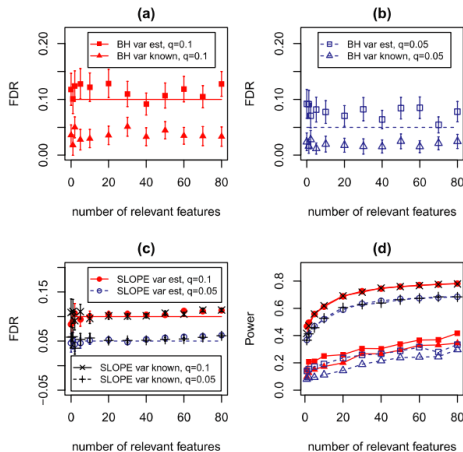 (a)
FDR
0.20
0.10
0.00
BH var est, q=0.1
BH var known, q=0.1
0 20 40 60 80
number of relevant features
(b)
FDR
0.20
0.10
0.00
BH var est, q=0.05
BH var known, q=0.05
0 20 40 60 80
number of relevant features
(c)
FDR
0.15
0.05
−0.05
SLOPE var est, q=0.1
SLOPE var est, q=0.05
SLOPE var known, q=0.1
SLOPE var known, q=0.05
0 20 40 60 80
number of relevant features
(d)
Power
0.8
0.6
0.4
0.2
0.0
0 20 40 60 80
number of relevant features